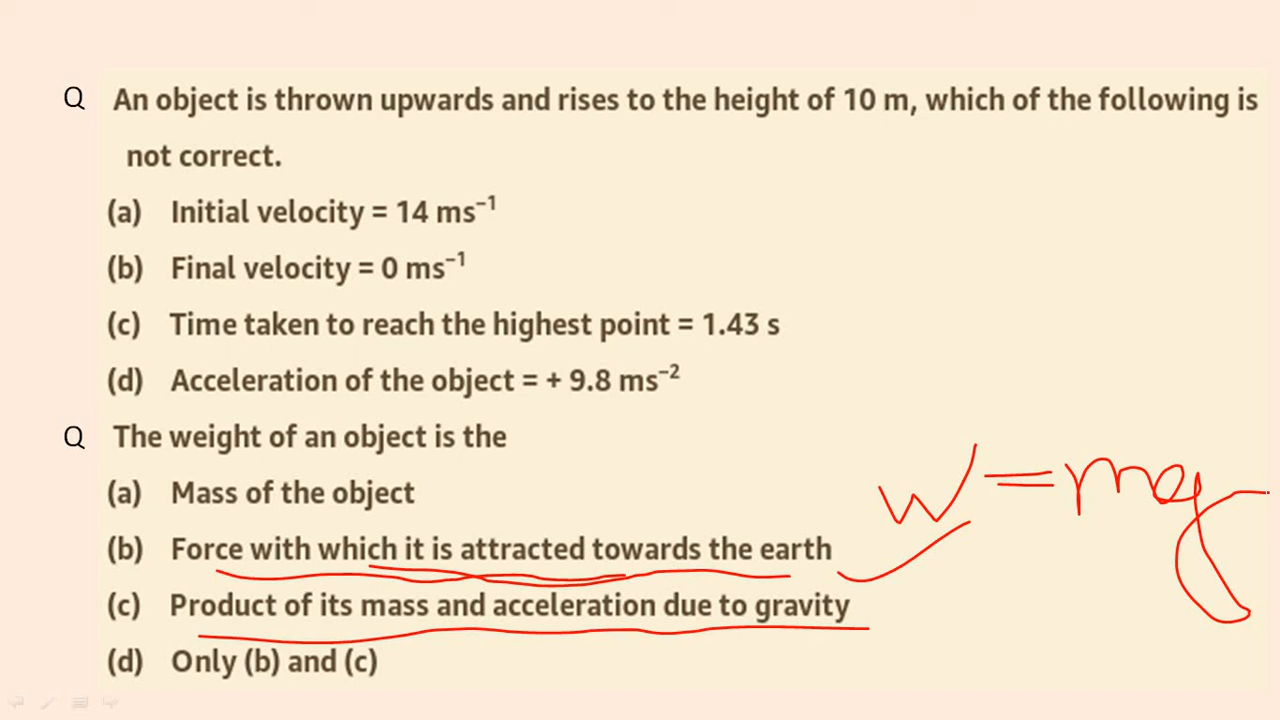 Q An object is thrown upwards and rises to the height of 10 m, which of the following is
not correct.
(a) Initial velocity = 14 ms⁻¹
(b) Final velocity = 0 ms⁻¹
(c) Time taken to reach the highest point = 1.43 s
(d) Acceleration of the object = + 9.8 ms⁻²
Q The weight of an object is the
(a) Mass of the object
W = mg
(b) Force with which it is attracted towards the earth
(c) Product of its mass and acceleration due to gravity
(d) Only (b) and (c)